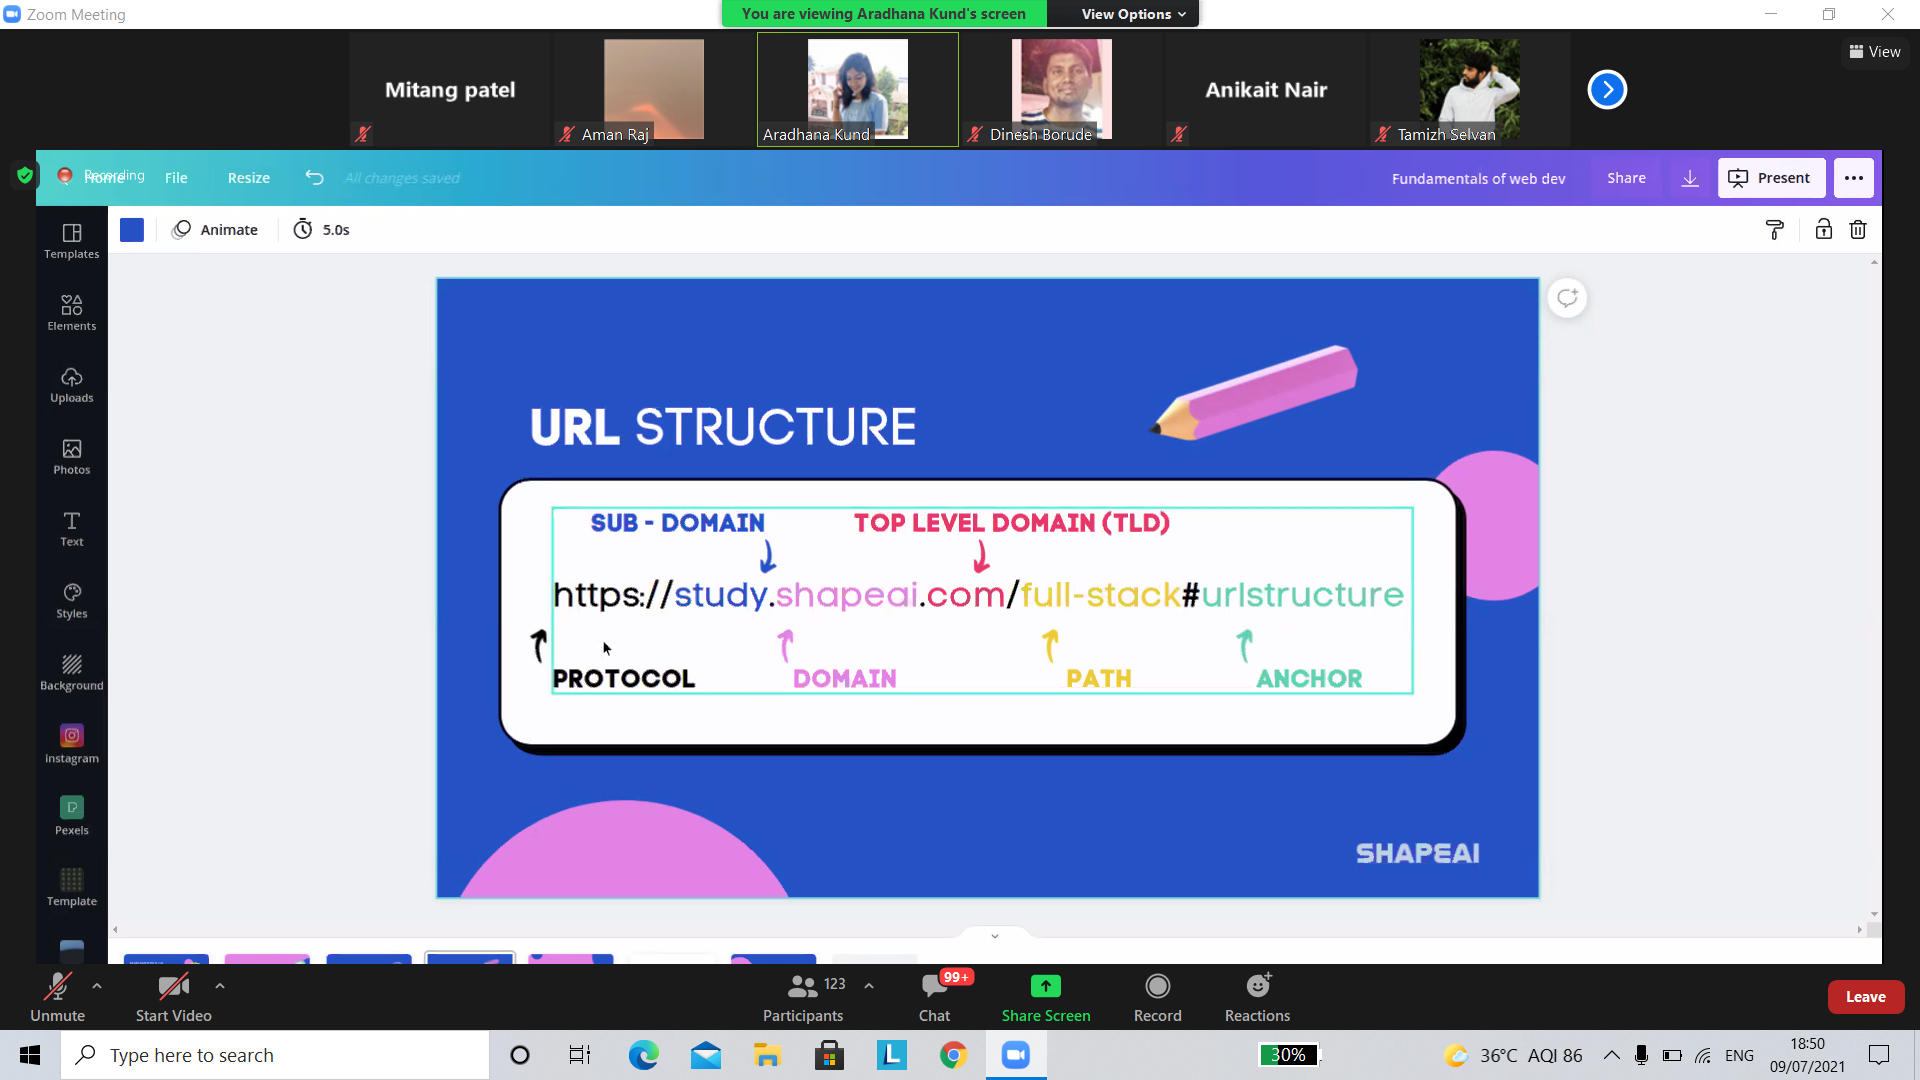 Zoom Meeting
You are viewing Aradhana Kund's screen
View Options
View
Mitang patel
Aman Raj
Aradhana Kund
Dinesh Borude
Anikait Nair
Tamizh Selvan
Recording
Home
File
Resize
All changes saved
Fundamentals of web dev
Share
Present
Animate
5.0s
Templates
Elements
Uploads
Photos
Text
Styles
Background
Instagram
Pexels
Template
URL STRUCTURE
SUB - DOMAIN
TOP LEVEL DOMAIN (TLD)
https://study.shapeai.com/full-stack#urlstructure
PROTOCOL
DOMAIN
PATH
ANCHOR
SHAPEAI
Unmute
Start Video
123
Participants
99+
Chat
Share Screen
Record
Reactions
Leave
Type here to search
L
30%
36°C AQI 86
ENG
18:50
09/07/2021